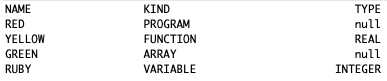 NAME KIND TYPE
RED PROGRAM null
YELLOW FUNCTION REAL
GREEN ARRAY null
RUBY VARIABLE INTEGER